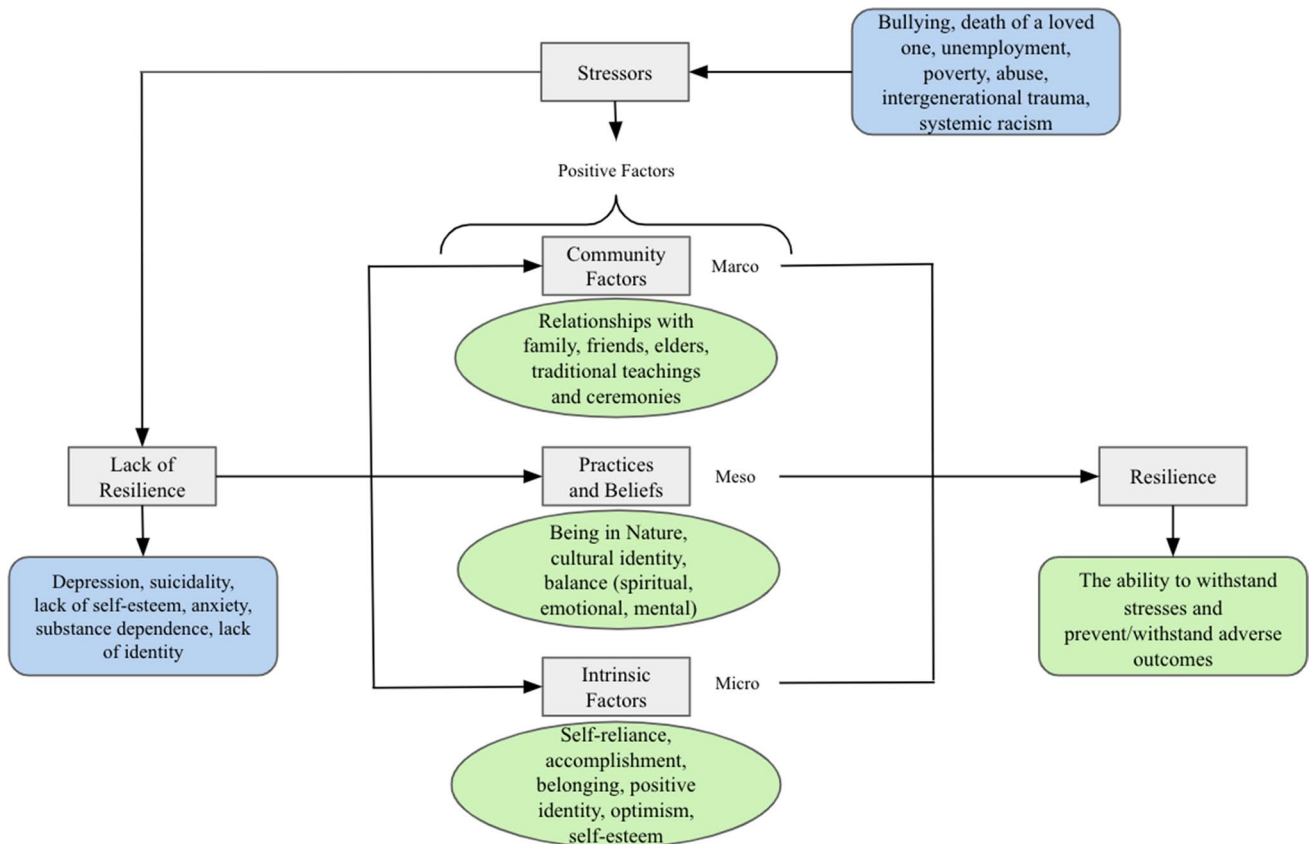 Bullying, death of a loved
one, unemployment,
poverty, abuse,
intergenerational trauma,
systemic racism
Stressors
Positive Factors
Community
Factors
Marco
Relationships with
family, friends, elders,
traditional teachings
and ceremonies
Lack of
Resilience
Practices
and Beliefs
Meso
Resilience
Being in Nature,
cultural identity,
balance (spiritual,
emotional, mental)
Depression, suicidality,
lack of self-esteem, anxiety,
substance dependence, lack
of identity
The ability to withstand
stresses and
prevent/withstand adverse
outcomes
Intrinsic
Factors
Micro
Self-reliance,
accomplishment,
belonging, positive
identity, optimism,
self-esteem